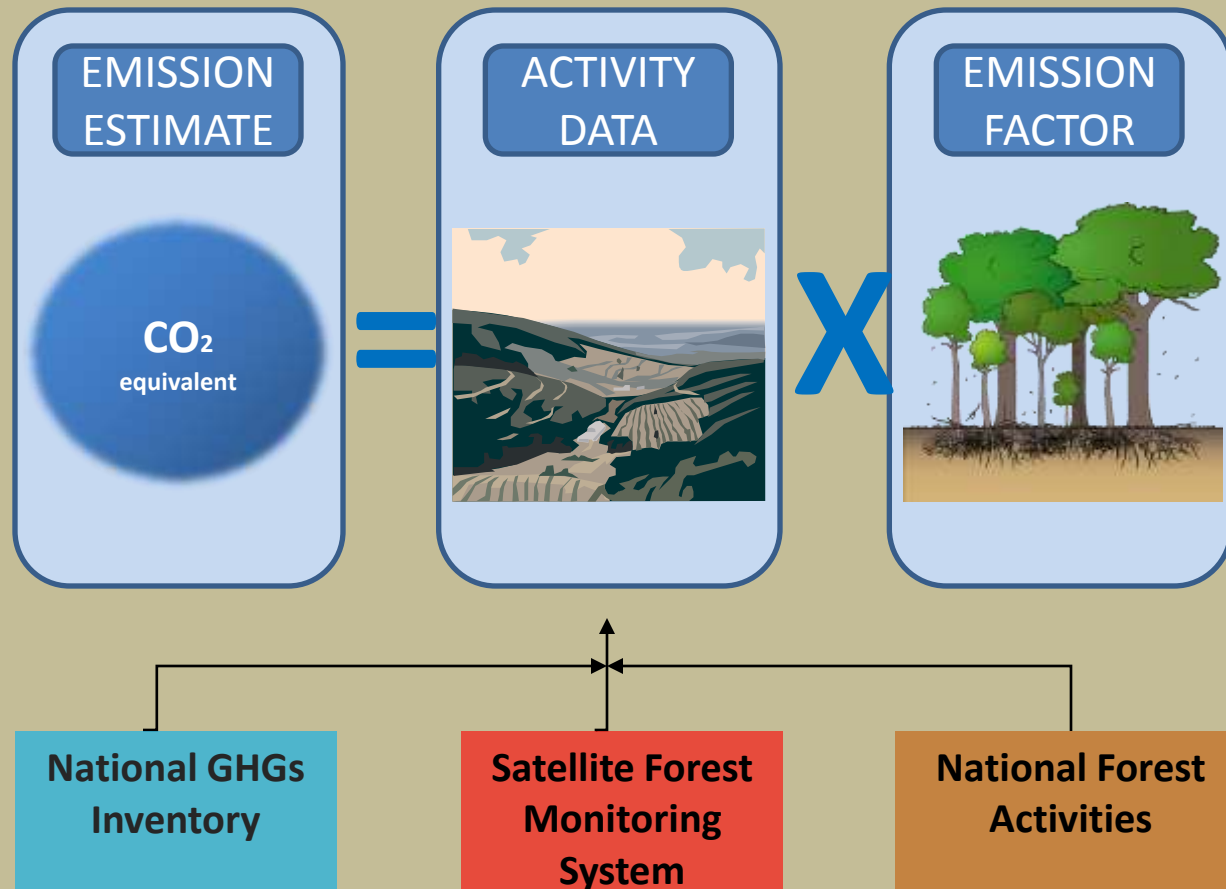 EMISSION
ESTIMATE
ACTIVITY
DATA
EMISSION
FACTOR
CO₂
equivalent
=
X
National GHGs
Inventory
Satellite Forest
Monitoring
System
National Forest
Activities